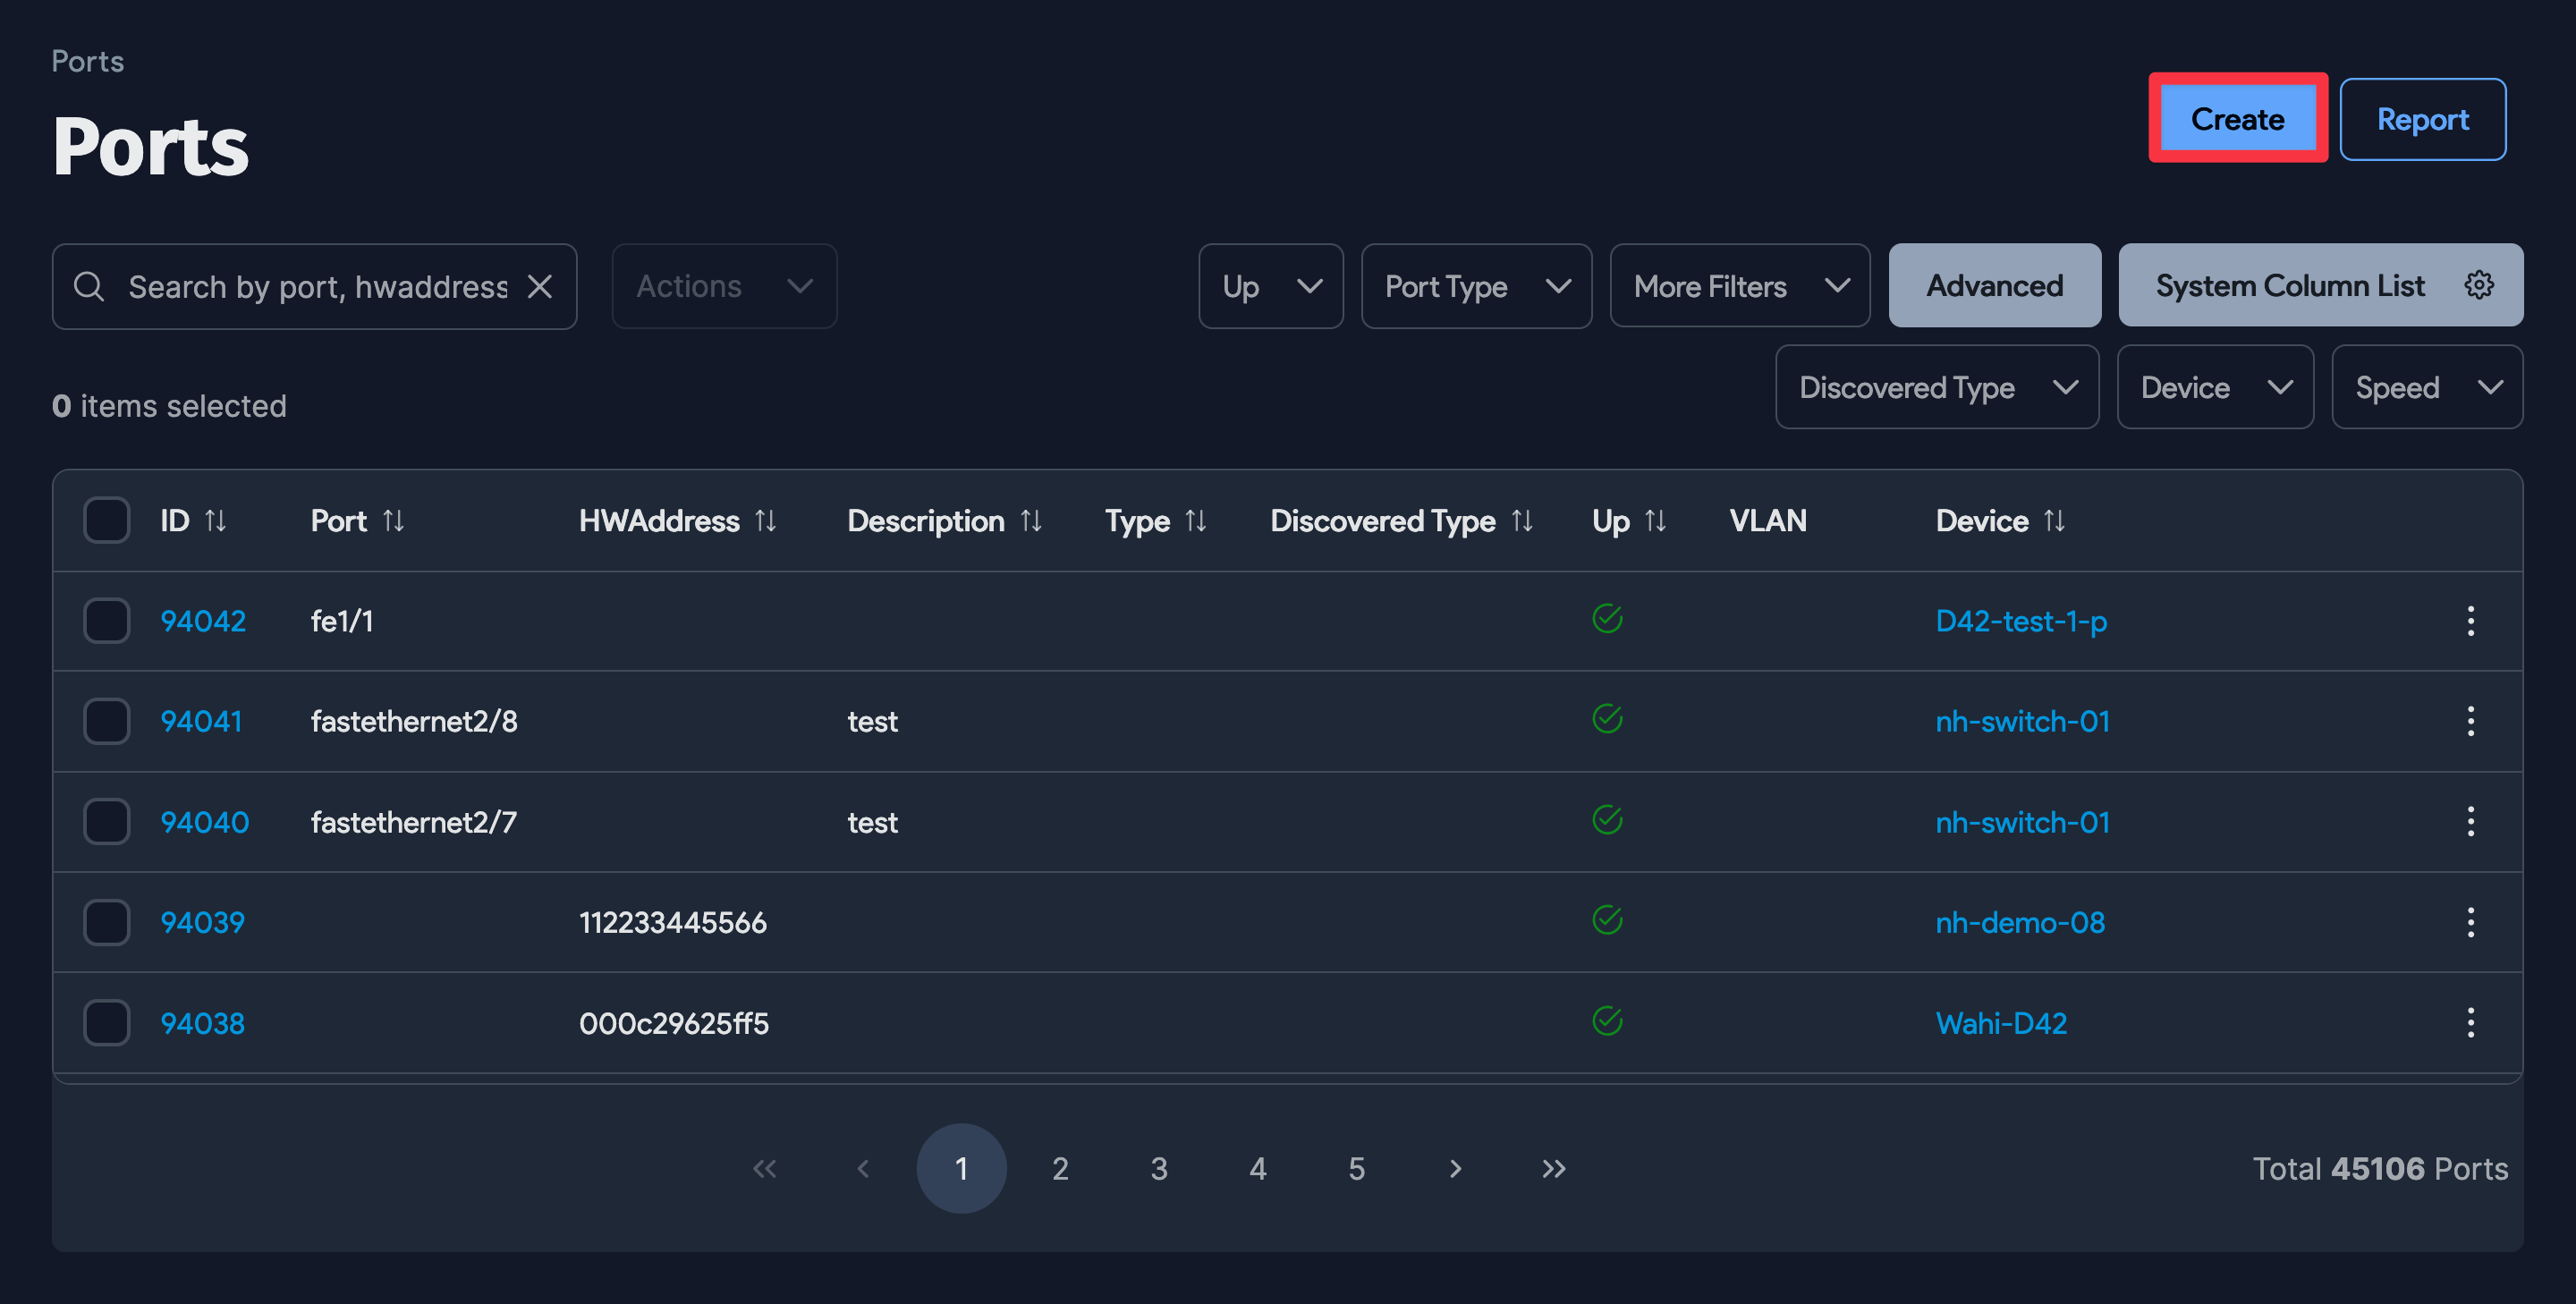 Ports
Ports
Create
Report
Search by port, hwaddress
Actions
Up
Port Type
More Filters
Advanced
System Column List
0 items selected
Discovered Type
Device
Speed
ID Port HWAddress Description Type Discovered Type Up VLAN Device
94042 fe1/1 D42-test-1-p
94041 fastethernet2/8 test nh-switch-01
94040 fastethernet2/7 test nh-switch-01
94039 112233445566 nh-demo-08
94038 000c29625ff5 Wahi-D42
« ‹ 1 2 3 4 5 › »
Total 45106 Ports